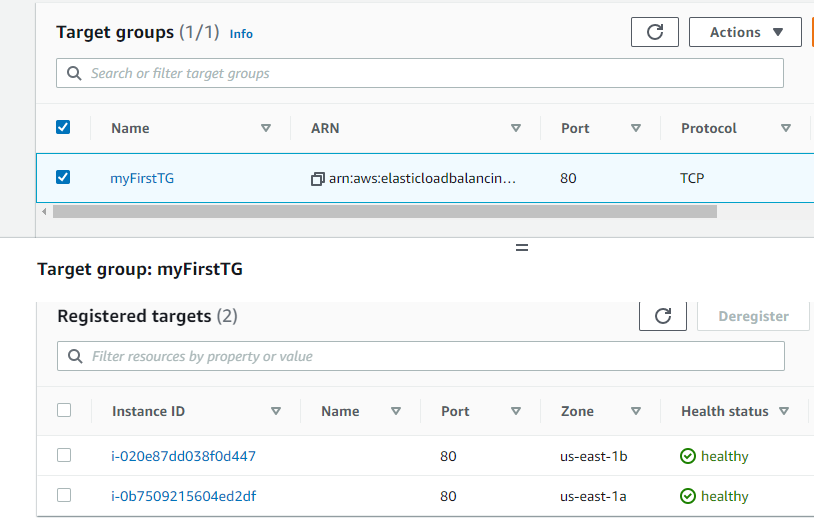 Target groups (1/1) Info
Actions
Search or filter target groups
Name ARN Port Protocol
myFirstTG arn:aws:elasticloadbalancin... 80 TCP
Target group: myFirstTG
Registered targets (2)
Deregister
Filter resources by property or value
Instance ID Name Port Zone Health status
i-020e87dd038f0d447 80 us-east-1b healthy
i-0b7509215604ed2df 80 us-east-1a healthy